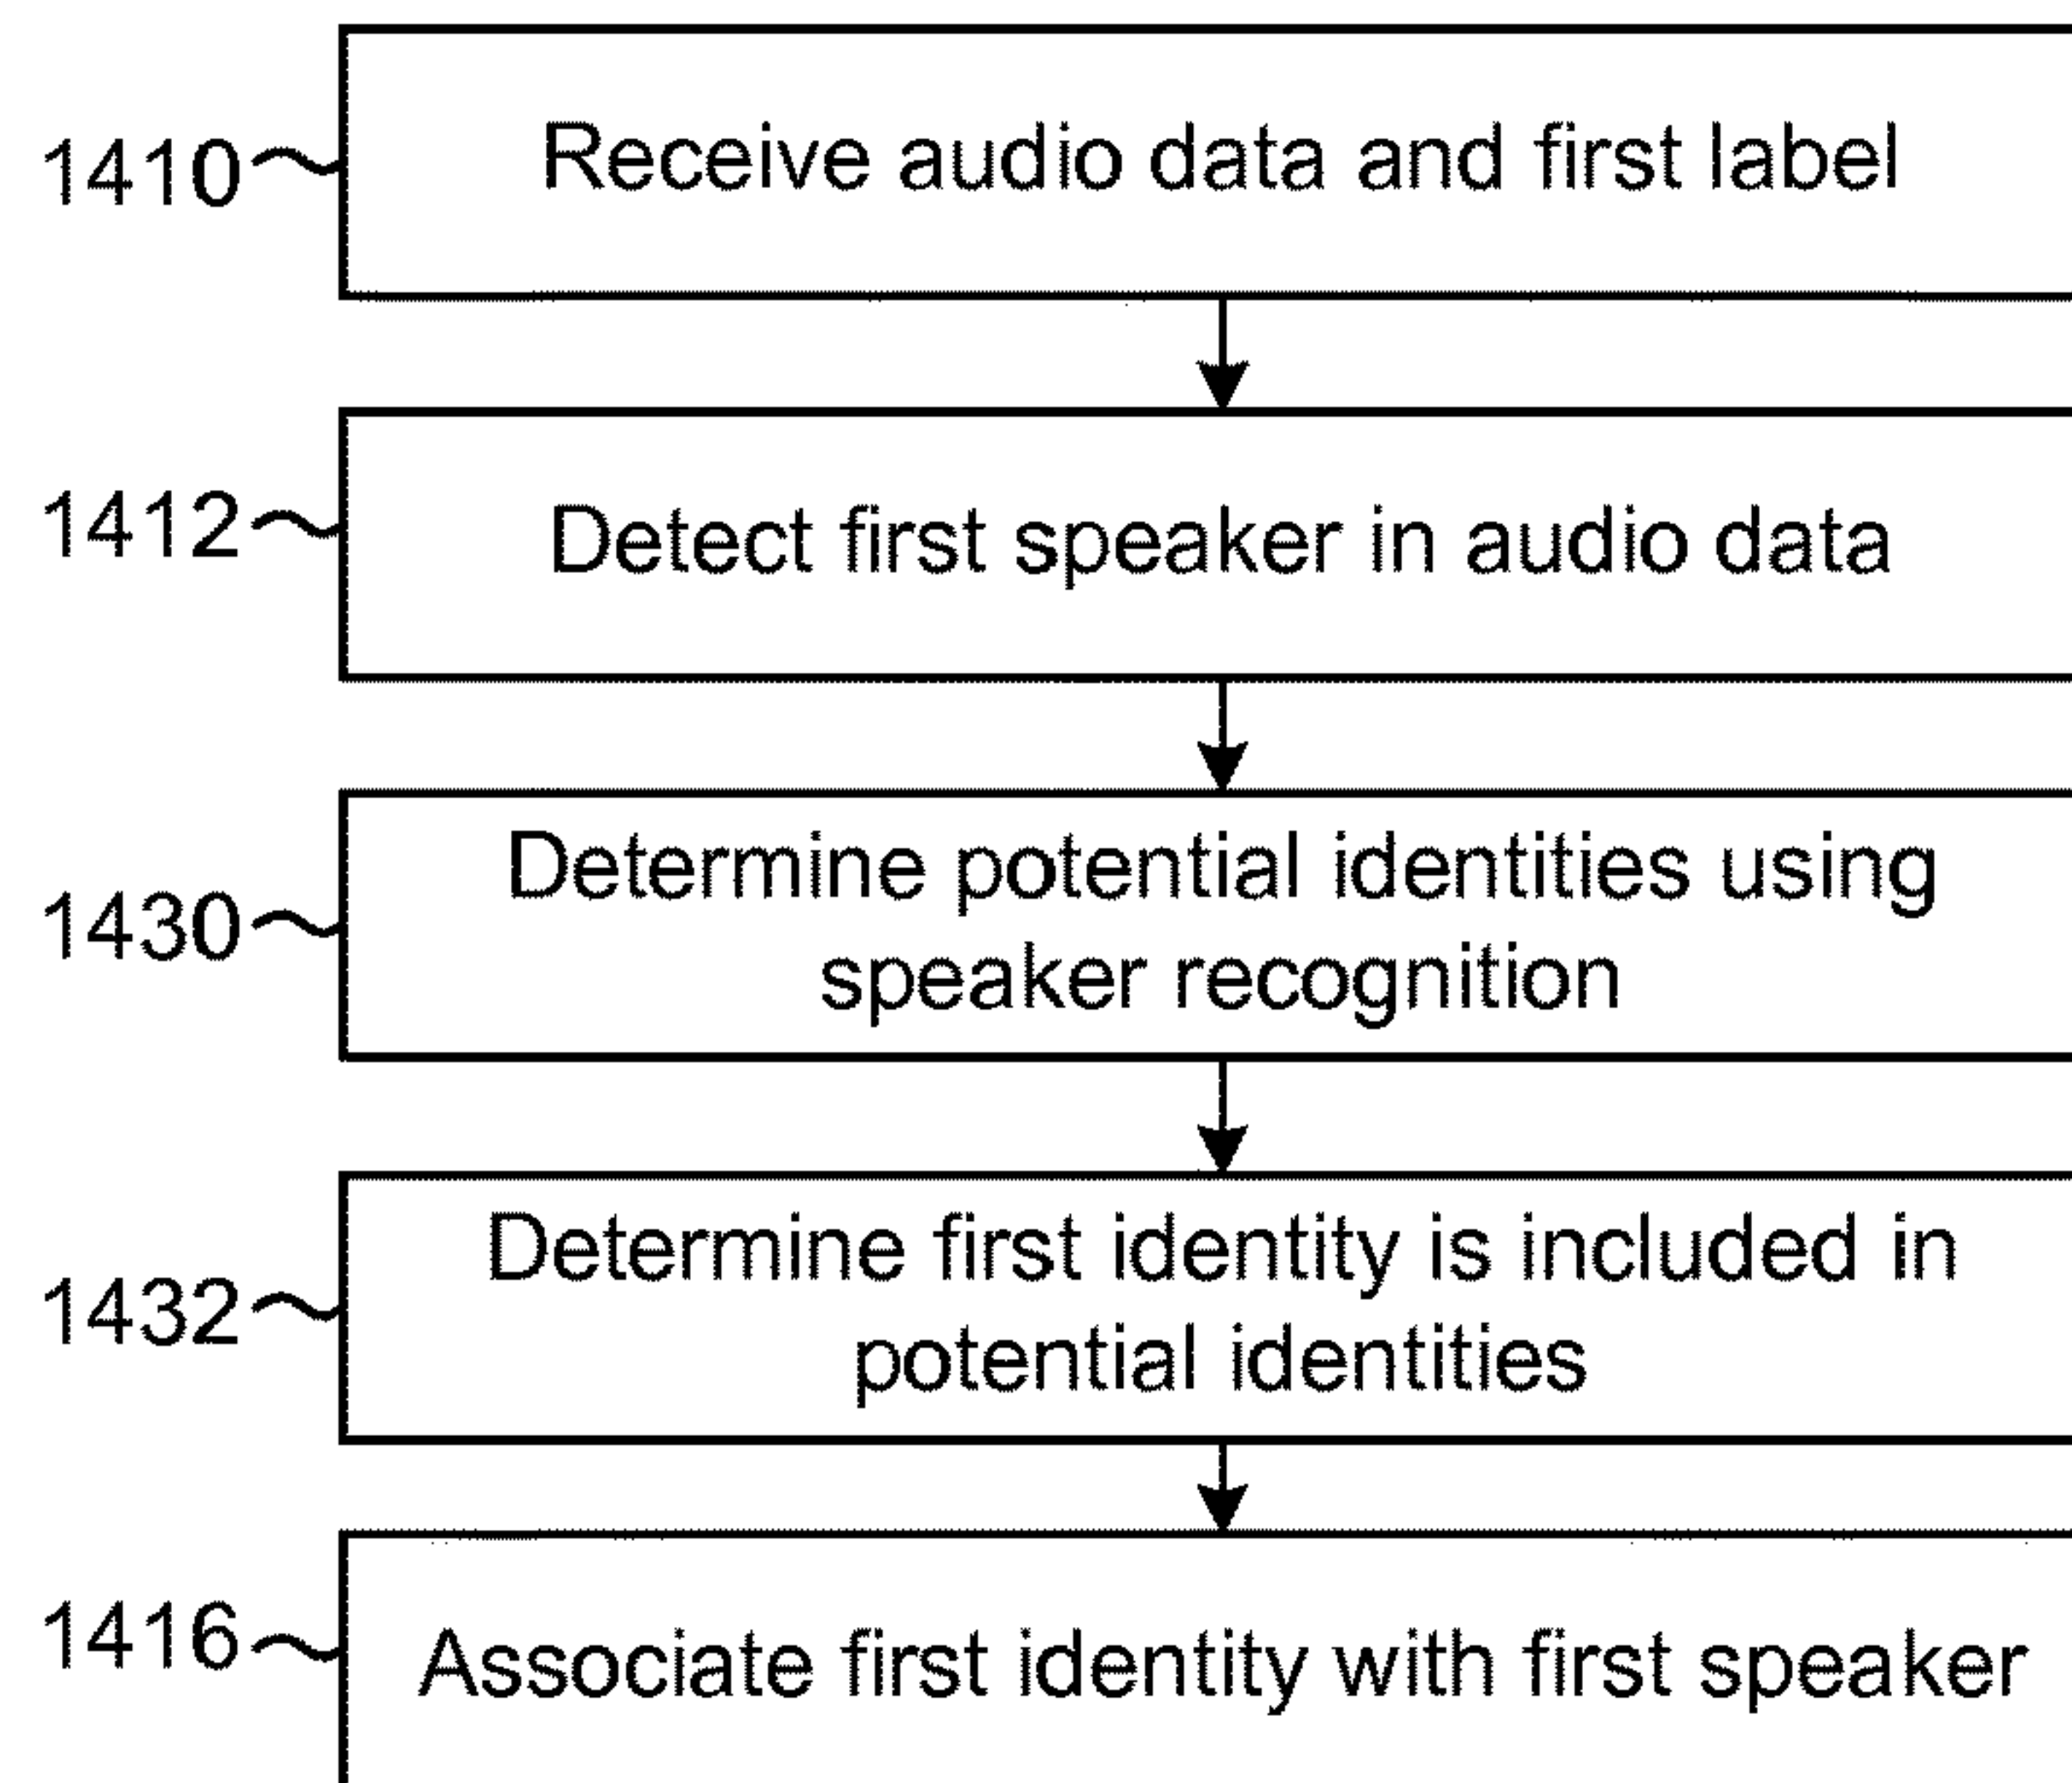 1410 Receive audio data and first label
1412 Detect first speaker in audio data
1430 Determine potential identities using
speaker recognition
1432 Determine first identity is included in
potential identities
1416 Associate first identity with first speaker